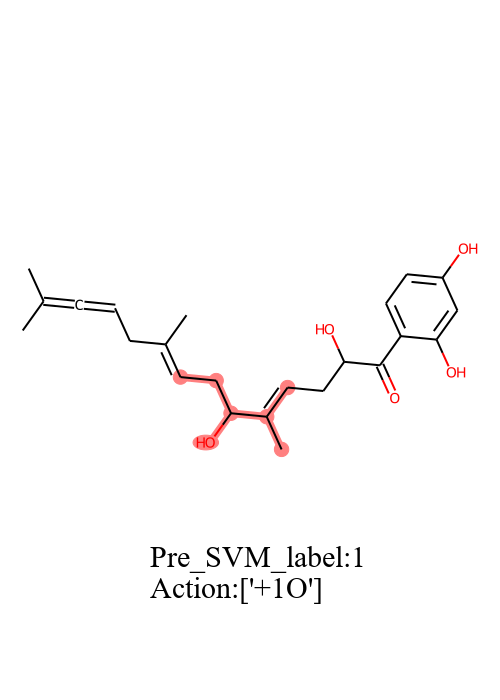 OH
C
HO
OH
O
HO
Pre_SVM_label:1
Action:['+1O']